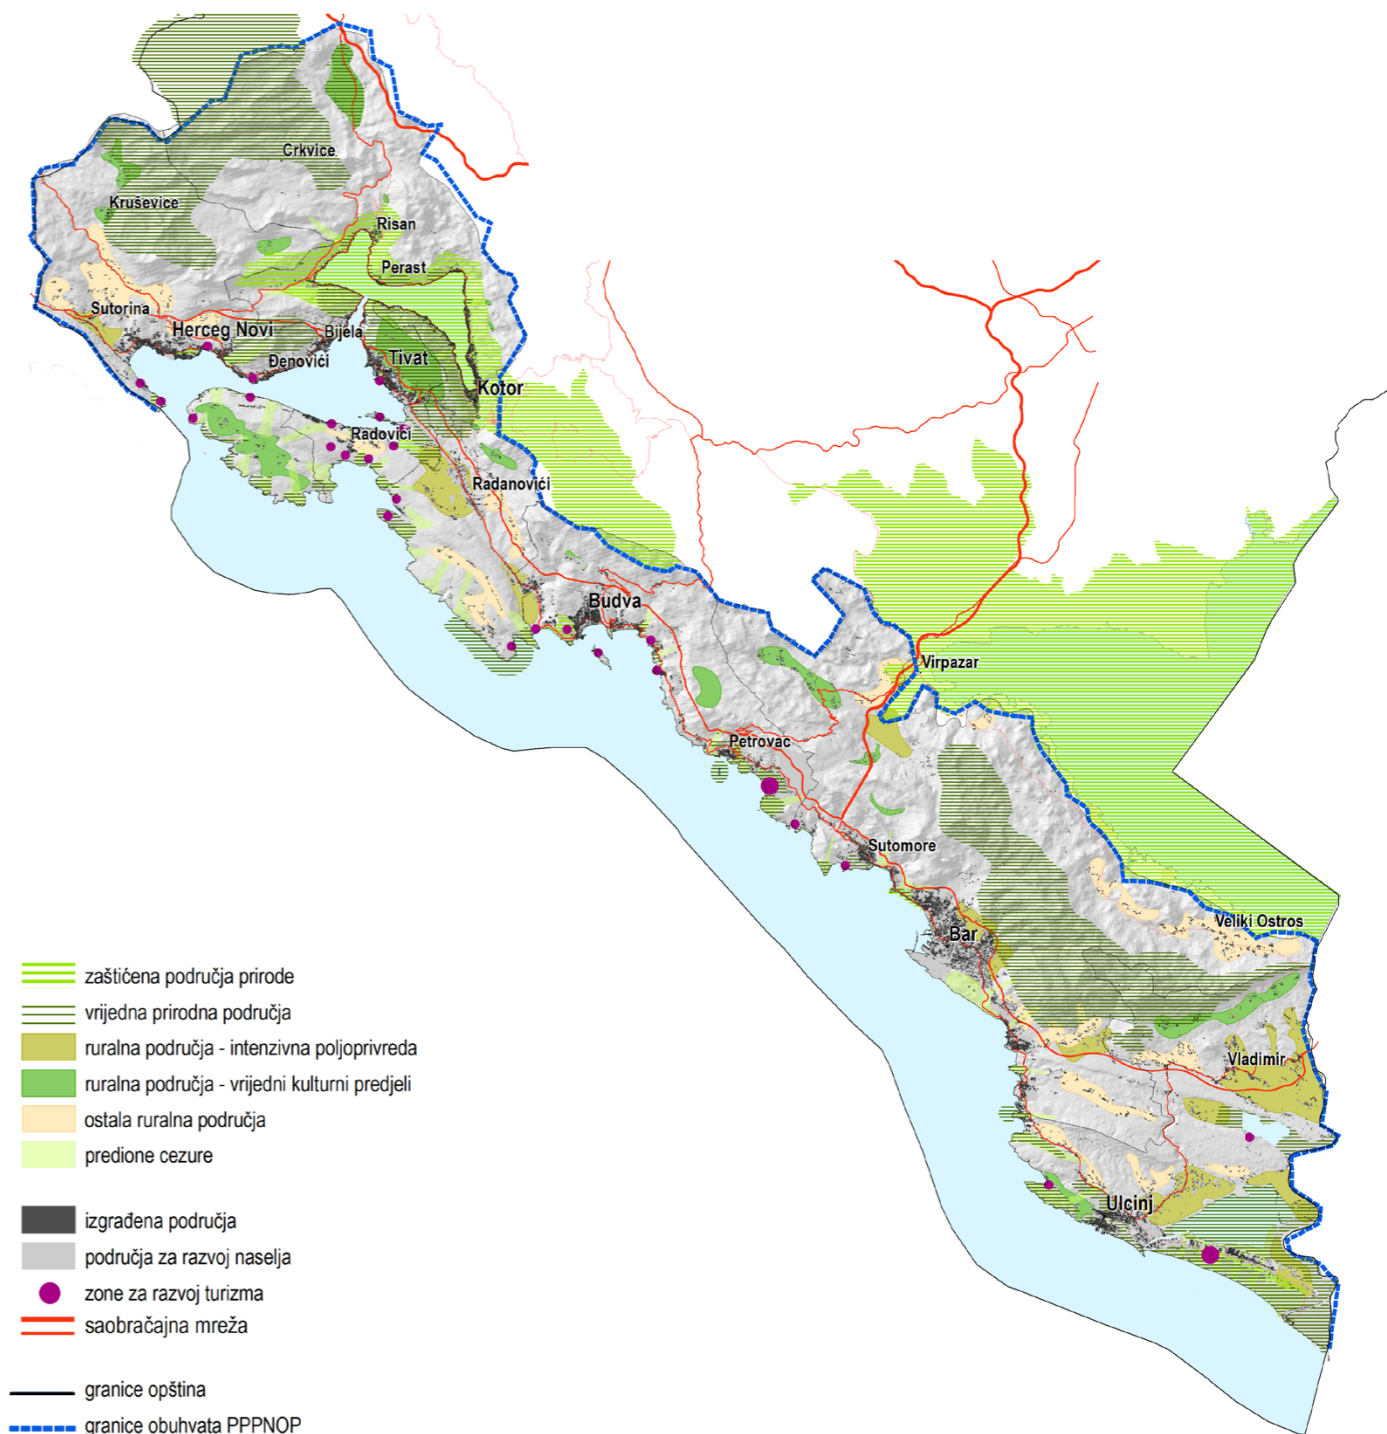 Crkvice
Kruševice
Risan
Perast
Sutorina
Herceg Novi
Bijela
Đenovići
Tivat
Kotor
Radovići
Radanovići
Budva
Virpazar
Petrovac
Sutomore
Veliki Ostros
Bar
Vladimir
Ulcinj
zaštićena područja prirode
vrijedna prirodna područja
ruralna područja - intenzivna poljoprivreda
ruralna područja - vrijedni kulturni predjeli
ostala ruralna područja
predione cezure
izgrađena područja
područja za razvoj naselja
zone za razvoj turizma
saobračajna mreža
granice opština
granice obuhvata PPPNOP